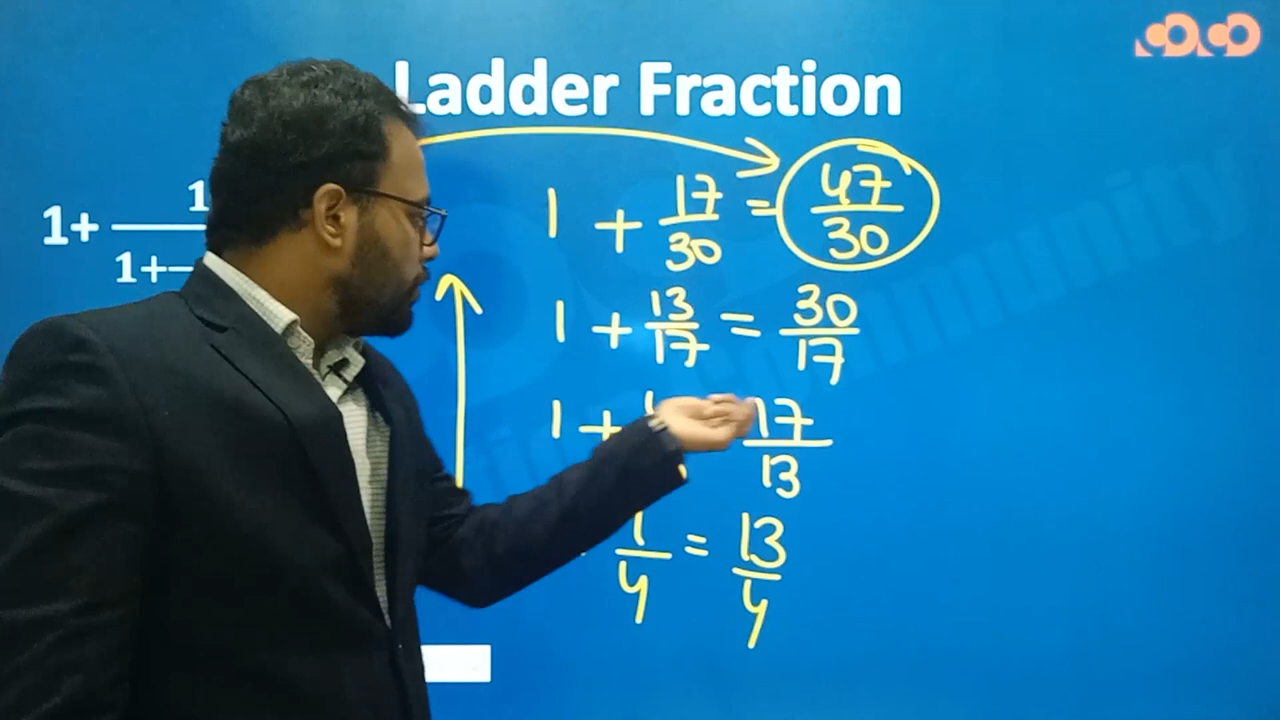 Ladder Fraction
1+ 1
1+
1 + 17/30 = 47/30
1 + 13/17 = 30/17
1 + 17/13
1/4 = 13/4
munity